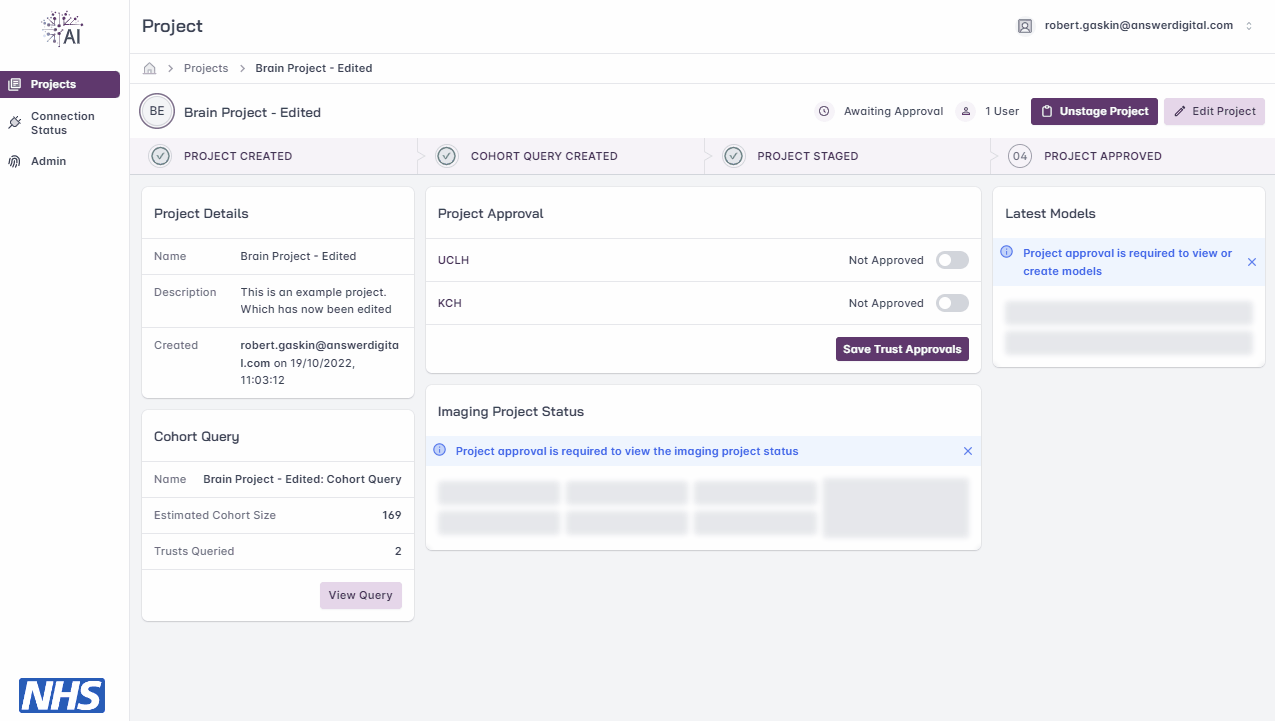 AI
Project
robert.gaskin@answerdigital.com
Projects
Connection
Status
Admin
Projects
Brain Project - Edited
BE
Brain Project - Edited
Awaiting Approval
1 User
Unstage Project
Edit Project
PROJECT CREATED
COHORT QUERY CREATED
PROJECT STAGED
04
PROJECT APPROVED
Project Details
Name
Brain Project - Edited
Description
This is an example project.
Which has now been edited
Created
robert.gaskin@answerdigita
l.com on 19/10/2022,
11:03:12
Cohort Query
Name
Brain Project - Edited: Cohort Query
Estimated Cohort Size
169
Trusts Queried
2
View Query
Project Approval
UCLH
Not Approved
KCH
Not Approved
Save Trust Approvals
Imaging Project Status
Project approval is required to view the imaging project status
Latest Models
Project approval is required to view or
create models
NHS